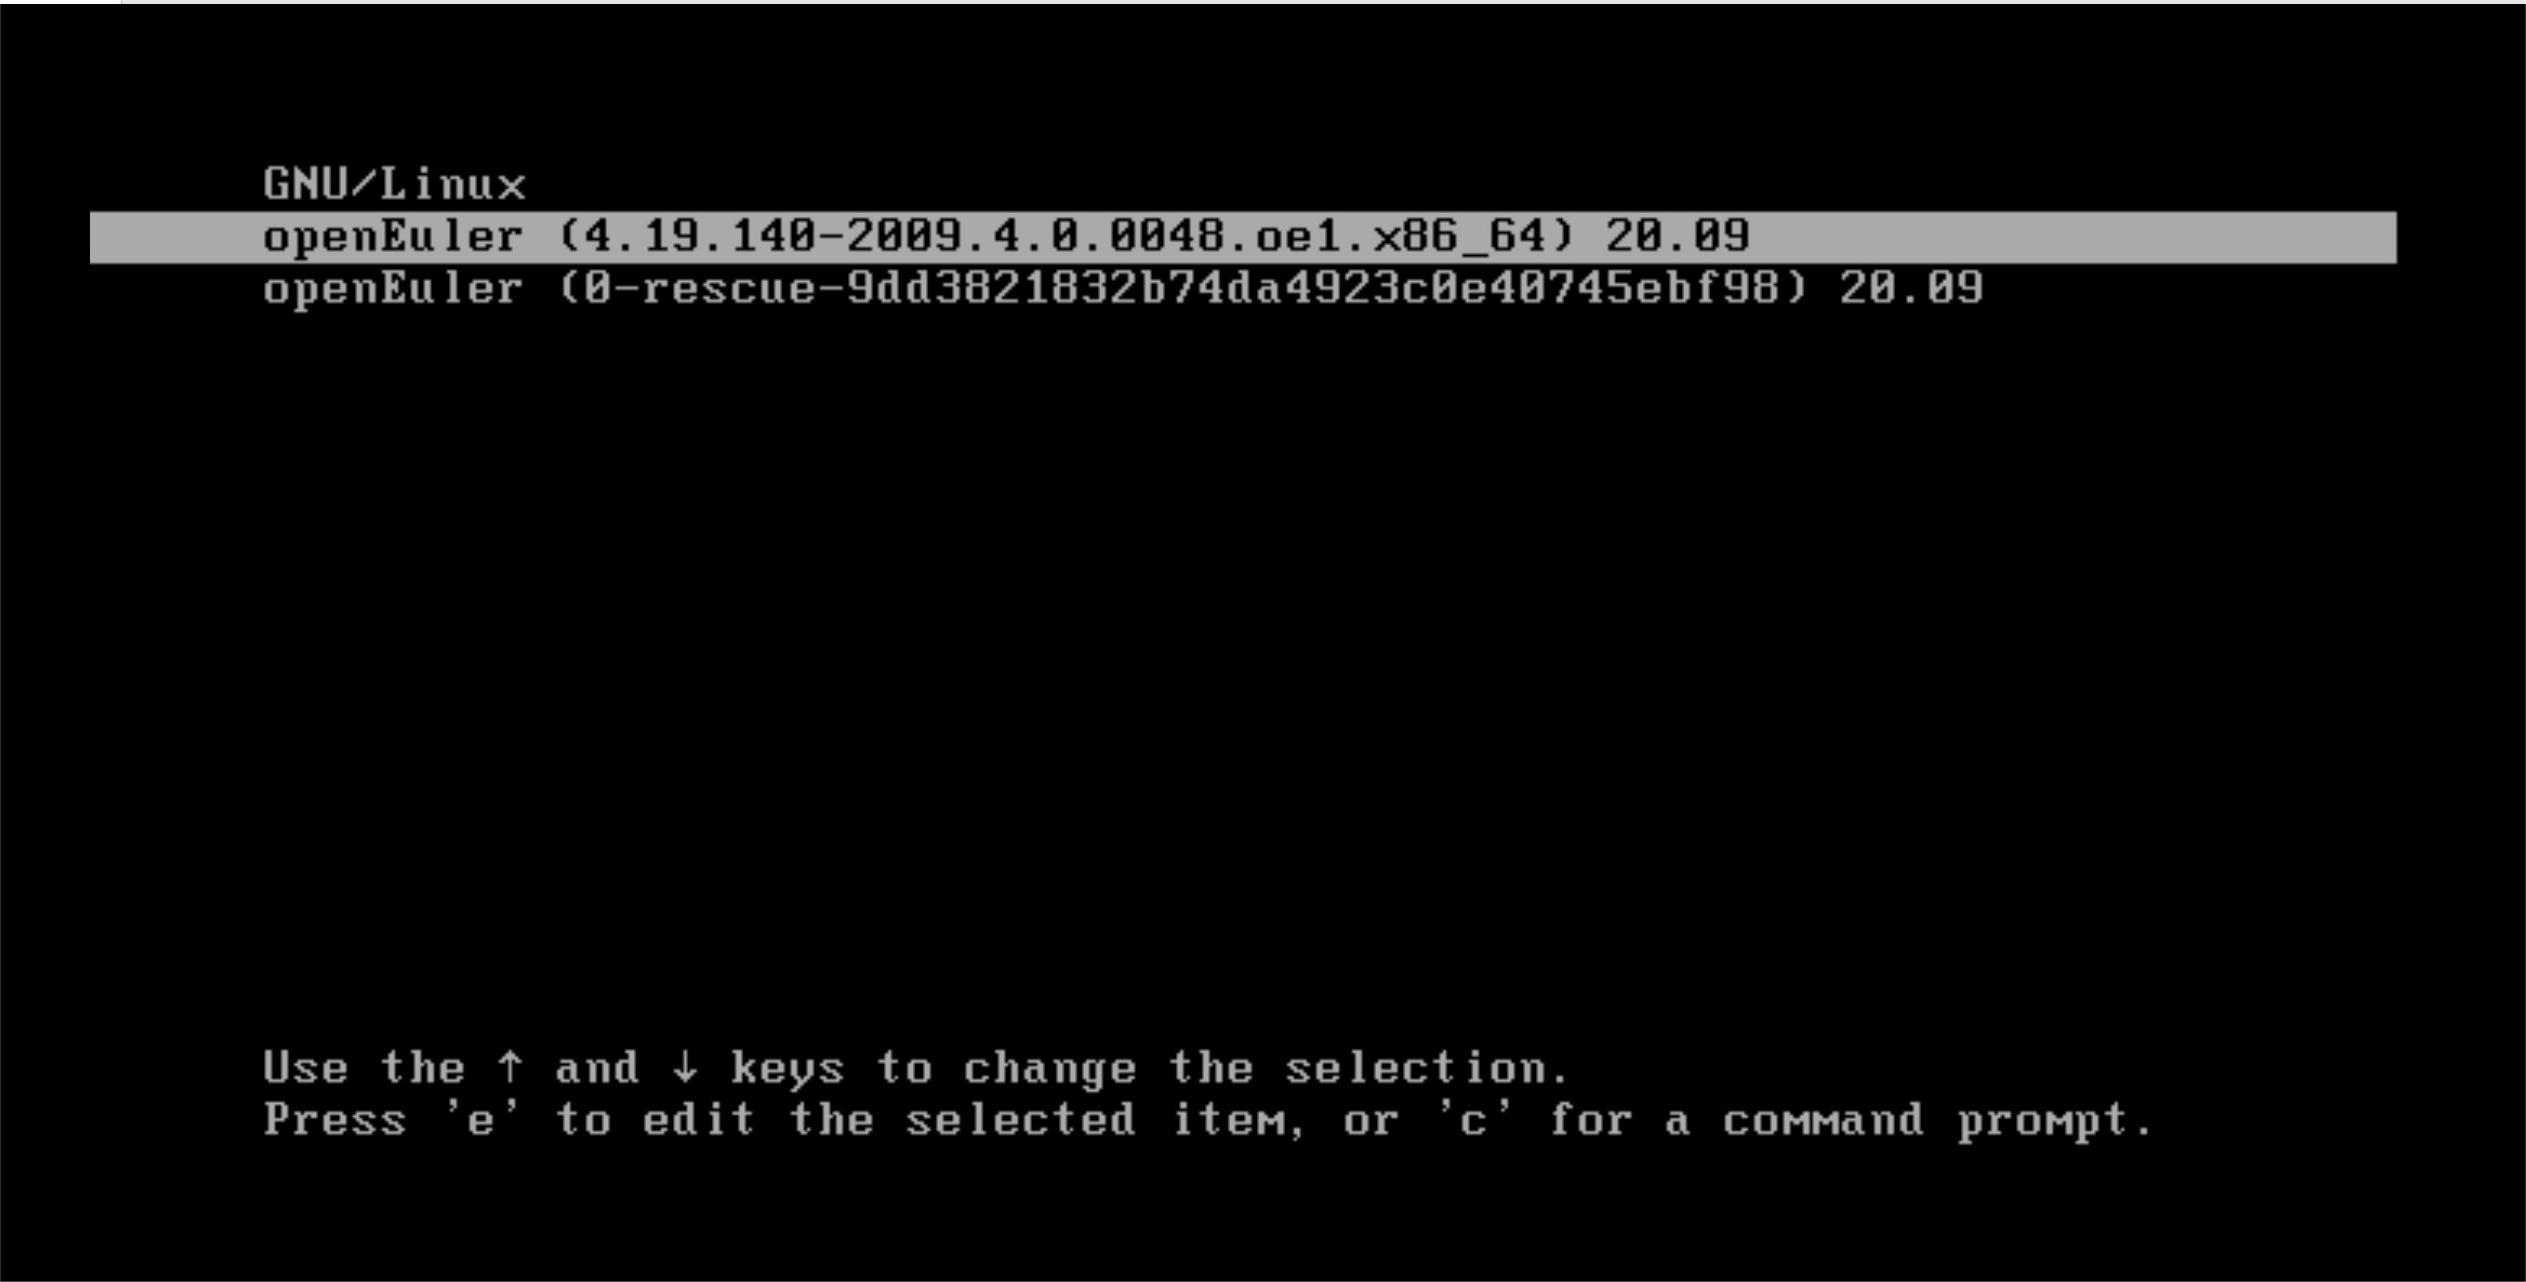 GNU/Linux
openEuler (4.19.140-2009.4.0.0048.oe1.x86_64) 20.09
openEuler (0-rescue-9dd3821832b74da4923c0e40745ebf98) 20.09
Use the ↑ and ↓ keys to change the selection.
Press 'e' to edit the selected item, or 'c' for a command prompt.